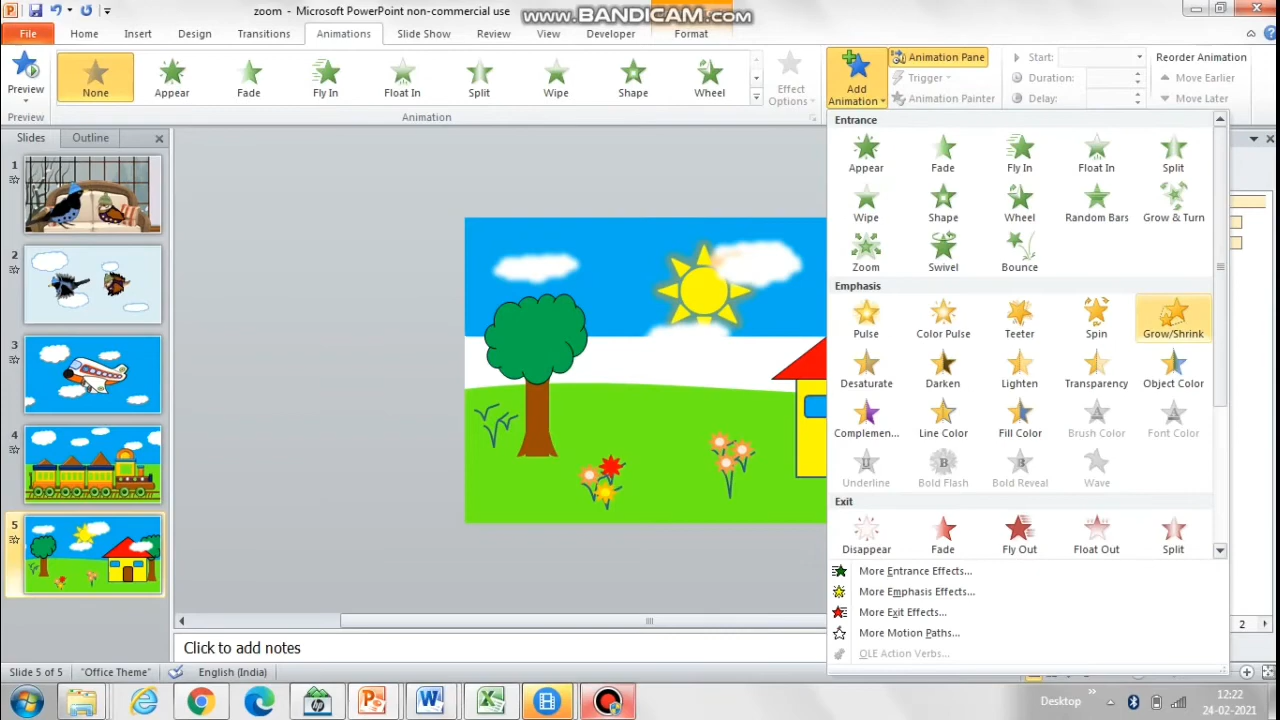 zoom - Microsoft PowerPoint non-commercial use
www.BANDICAM.com
File Home Insert Design Transitions Animations Slide Show Review View Developer Format
Preview
None Appear Fade Fly In Float In Split Wipe Shape Wheel
Effect Options
Add Animation
Animation Pane
Trigger
Animation Painter
Start:
Duration:
Delay:
Reorder Animation
Move Earlier
Move Later
Preview Animation
Slides Outline
1
2
3
4
5
Entrance
Appear Fade Fly In Float In Split
Wipe Shape Wheel Random Bars Grow & Turn
Zoom Swivel Bounce
Emphasis
Pulse Color Pulse Teeter Spin Grow/Shrink
Desaturate Darken Lighten Transparency Object Color
Complemen... Line Color Fill Color Brush Color Font Color
Underline Bold Flash Bold Reveal Wave
Exit
Disappear Fade Fly Out Float Out Split
More Entrance Effects...
More Emphasis Effects...
More Exit Effects...
More Motion Paths...
OLE Action Verbs...
2
Click to add notes
Slide 5 of 5 "Office Theme" English (India)
Desktop
12:22
24-02-2021